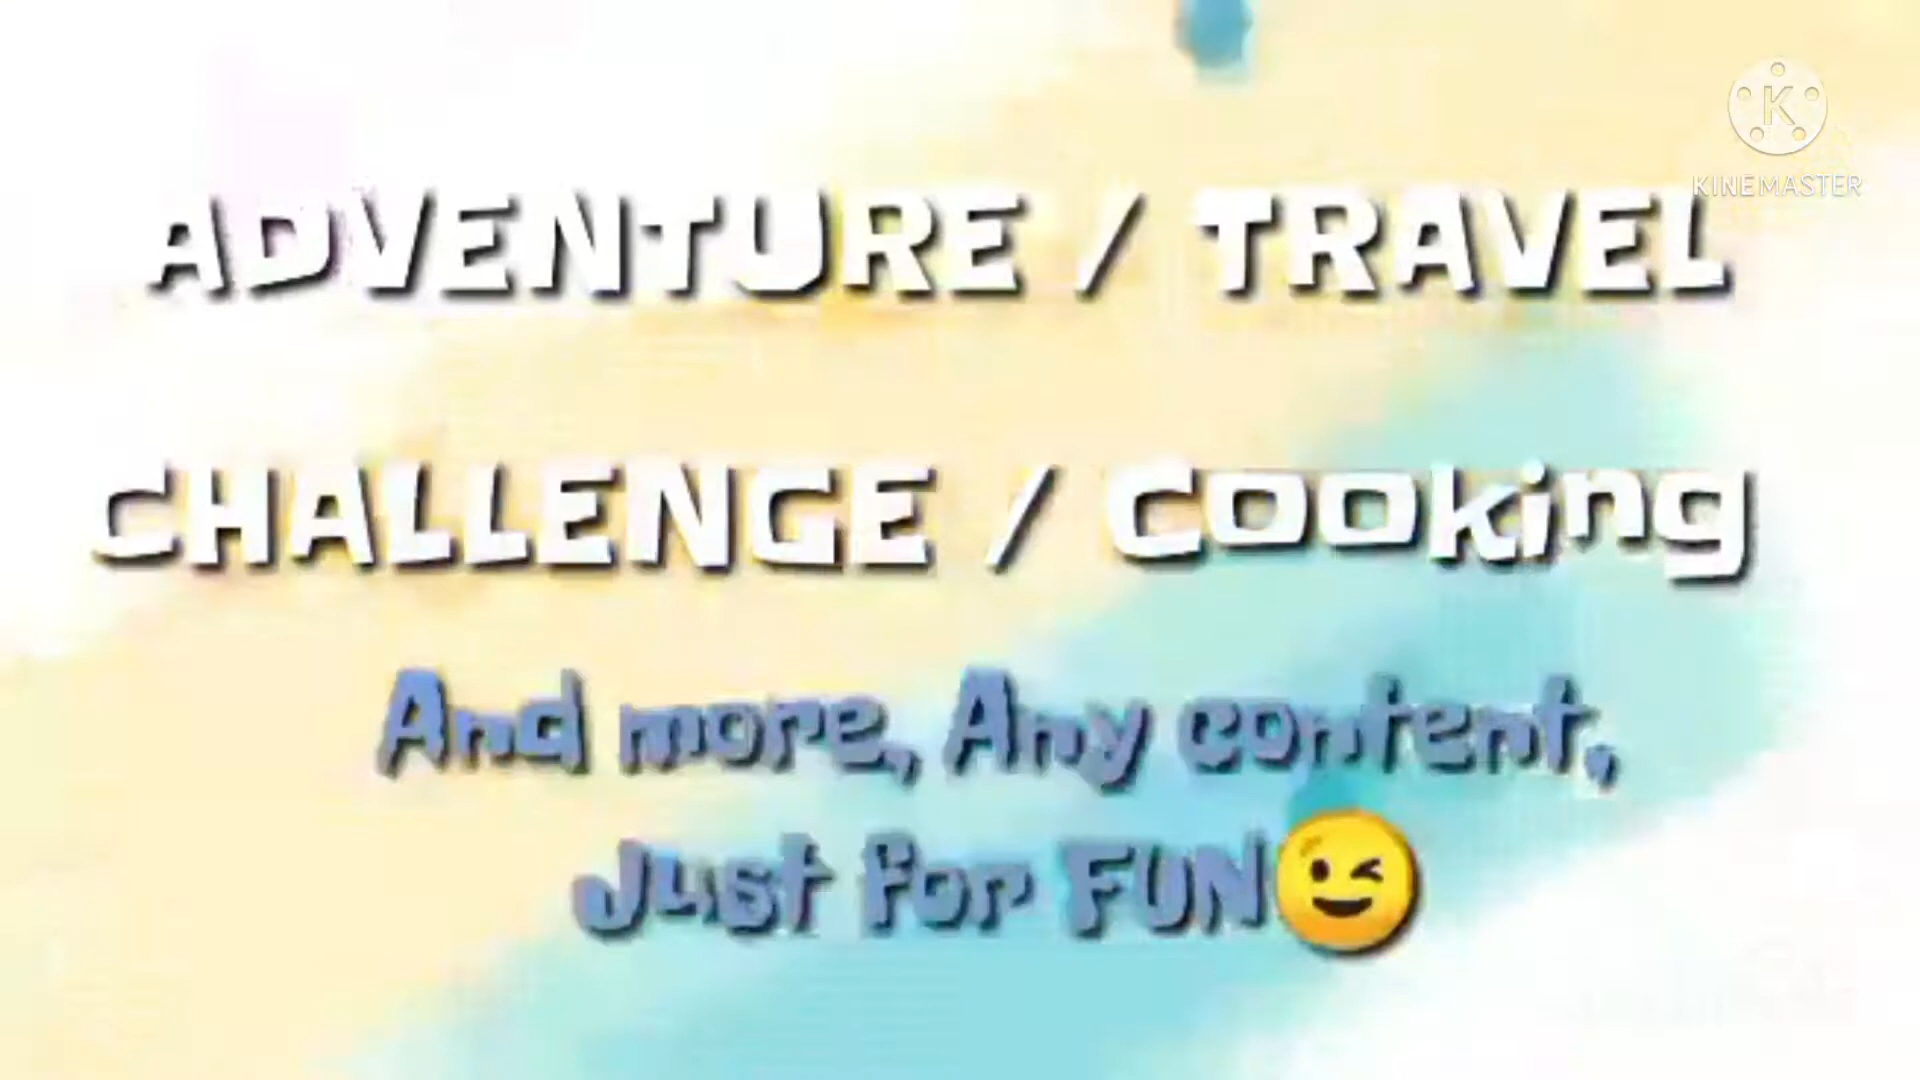 KINEMASTER
ADVENTURE / TRAVEL
CHALLENGE / Cooking
And more, Any content,
Just for FUN😉